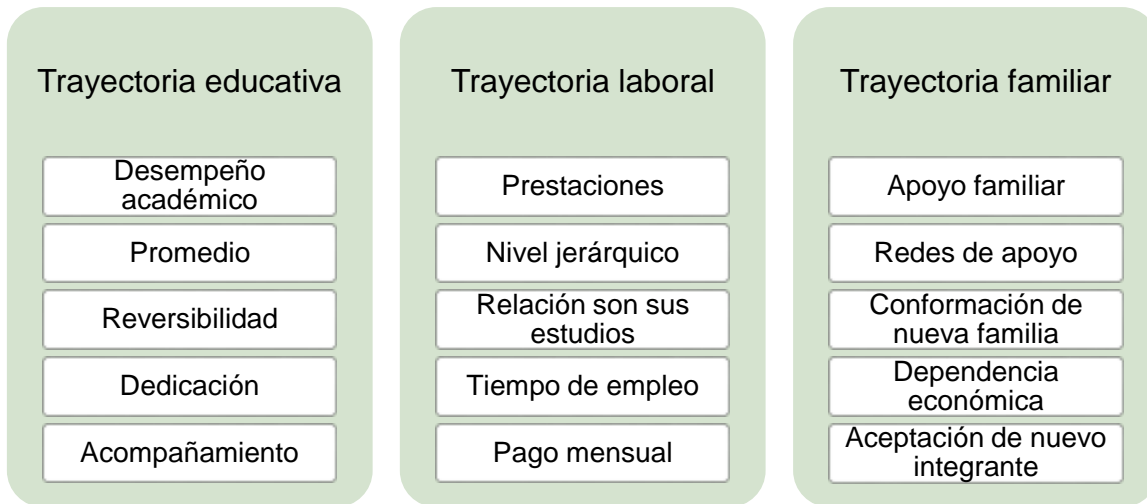 Trayectoria educativa
Desempeño
académico
Promedio
Reversibilidad
Dedicación
Acompañamiento
Trayectoria laboral
Prestaciones
Nivel jerárquico
Relación son sus
estudios
Tiempo de empleo
Pago mensual
Trayectoria familiar
Apoyo familiar
Redes de apoyo
Conformación de
nueva familia
Dependencia
económica
Aceptación de nuevo
integrante